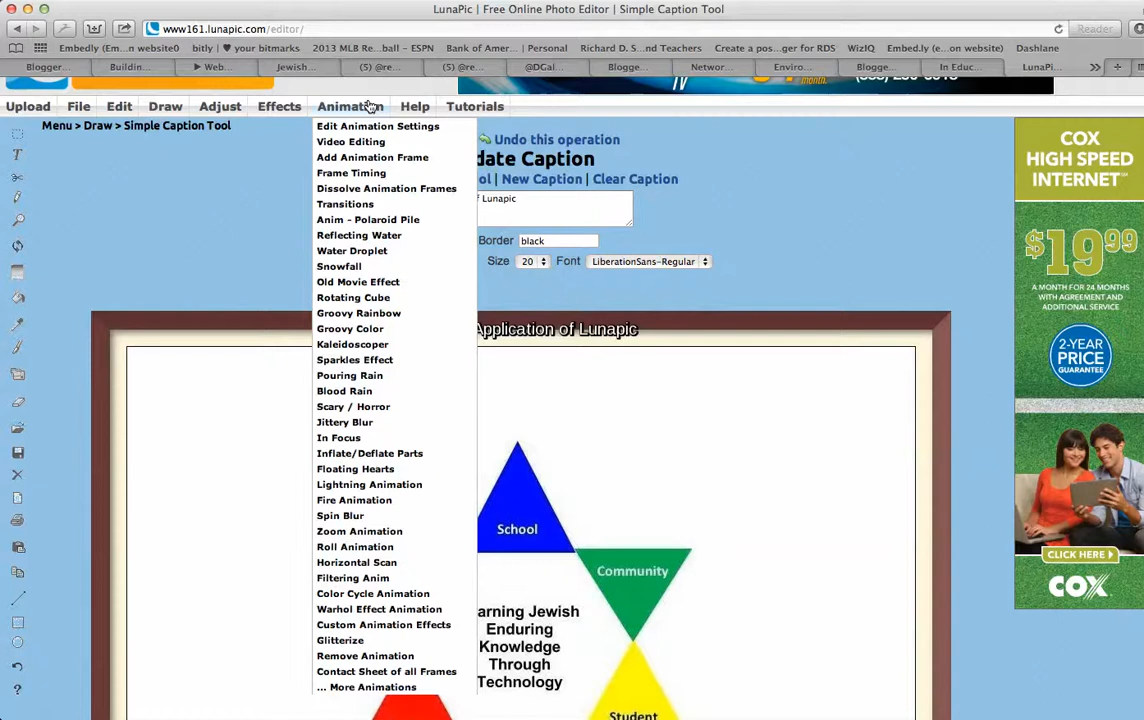 LunaPic | Free Online Photo Editor | Simple Caption Tool
www161.lunapic.com/editor/
Reader
Embedly (Em...n website0 bitly | ♥ your bitmarks 2013 MLB Re...ball - ESPN Bank of Amer... | Personal Richard D. S...nd Teachers Create a pos...ger for RDS WizIQ Embed.ly (e...n website) Dashlane
Blogger... Buildin... Web... Jewish... (5) @re... (5) @re... @DGal... Blogge... Networ... Enviro... Blogge... In Educ... LunaPi...
month.
Upload File Edit Draw Adjust Effects Animation Help Tutorials
Menu > Draw > Simple Caption Tool
Edit Animation Settings
Video Editing
Add Animation Frame
Frame Timing
Dissolve Animation Frames
Transitions
Anim - Polaroid Pile
Reflecting Water
Water Droplet
Snowfall
Old Movie Effect
Rotating Cube
Groovy Rainbow
Groovy Color
Kaleidoscoper
Sparkles Effect
Pouring Rain
Blood Rain
Scary / Horror
Jittery Blur
In Focus
Inflate/Deflate Parts
Floating Hearts
Lightning Animation
Fire Animation
Spin Blur
Zoom Animation
Roll Animation
Horizontal Scan
Filtering Anim
Color Cycle Animation
Warhol Effect Animation
Custom Animation Effects
Glitterize
Remove Animation
Contact Sheet of all Frames
... More Animations
Undo this operation
date Caption
ol | New Caption | Clear Caption
f Lunapic
Border black
Size 20 Font LiberationSans-Regular
Application of Lunapic
School
Community
arning Jewish
Enduring
Knowledge
Through
Technology
Student
COX
HIGH SPEED
INTERNET™
$19.99
A MONTH FOR 24 MONTHS
WITH AGREEMENT AND
ADDITIONAL SERVICE
2-YEAR
PRICE
GUARANTEE
CLICK HERE ▶
COX